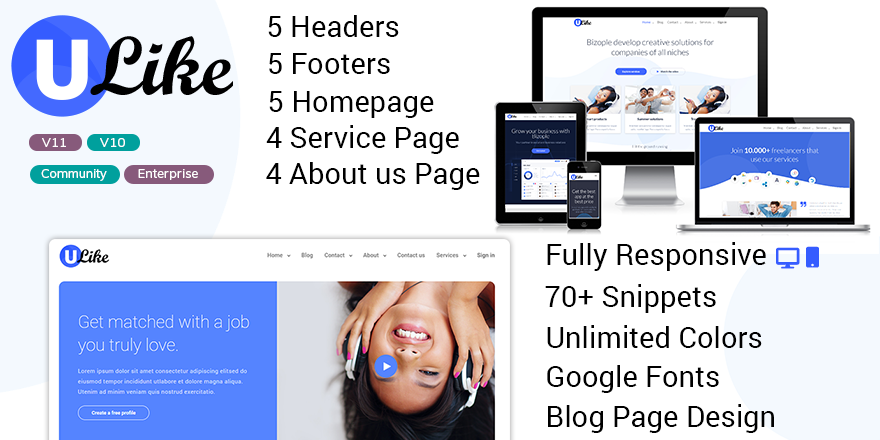 ULike
V11
V10
Community
Enterprise
5 Headers
5 Footers
5 Homepage
4 Service Page
4 About us Page
ULike
Home Blog Contact About Services Sign in
Bizople develop creative solutions for
companies of all niches
Grow your business with
Bizople
Get the best
app at the
best price
ULike
Join 10.000+ freelancers that
use our services
ULike
Home Blog Contact About Contact us Services Sign in
Get matched with a job
you truly love.
Lorem ipsum dolor sit amet consectetur adipiscing elitsed do
eiusmod tempor incididunt utlabore et dolore magna aliqua.
Utenim ad minim veniam quis nostrud exercitatio.
Create a free profile
Fully Responsive
70+ Snippets
Unlimited Colors
Google Fonts
Blog Page Design